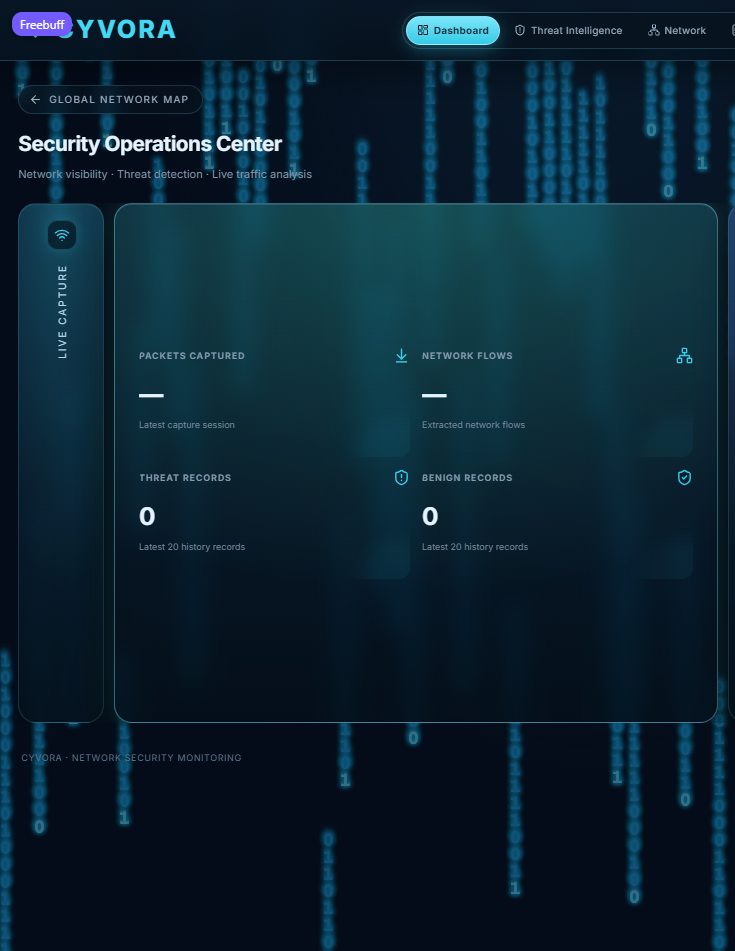 Freebuff
CYVORA
Dashboard
Threat Intelligence
Network
GLOBAL NETWORK MAP
Security Operations Center
Network visibility · Threat detection · Live traffic analysis
LIVE CAPTURE
PACKETS CAPTURED
NETWORK FLOWS
—
—
Latest capture session
Extracted network flows
THREAT RECORDS
BENIGN RECORDS
0
0
Latest 20 history records
Latest 20 history records
CYVORA · NETWORK SECURITY MONITORING